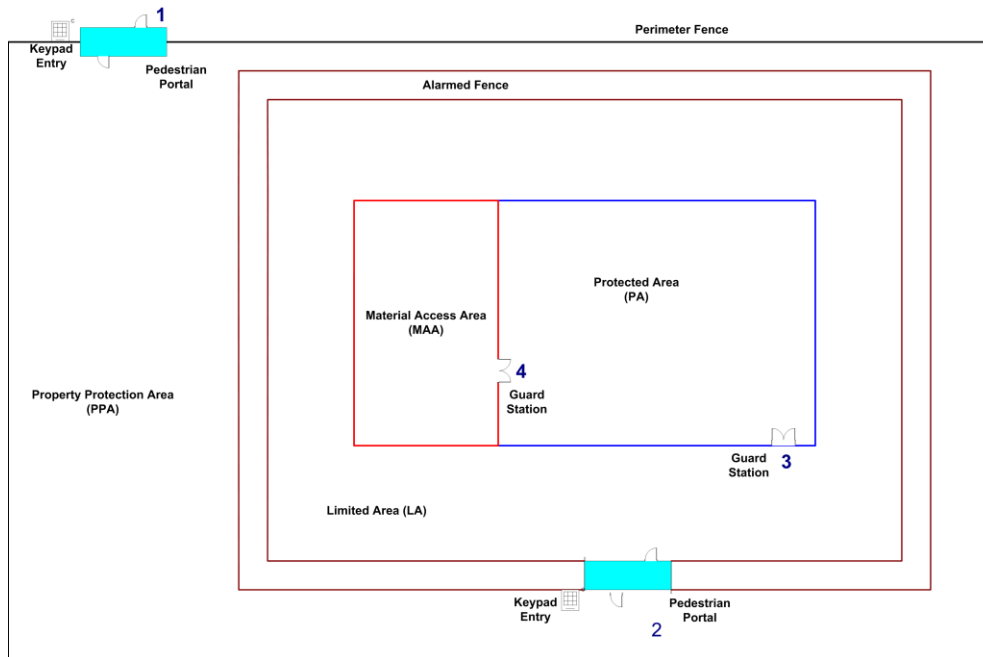 1
Perimeter Fence
Keypad
Entry
Pedestrian
Portal
Alarmed Fence
Protected Area
(PA)
Material Access Area
(MAA)
4
Guard
Station
Property Protection Area
(PPA)
Guard
Station
3
Limited Area (LA)
Keypad
Entry
Pedestrian
Portal
2